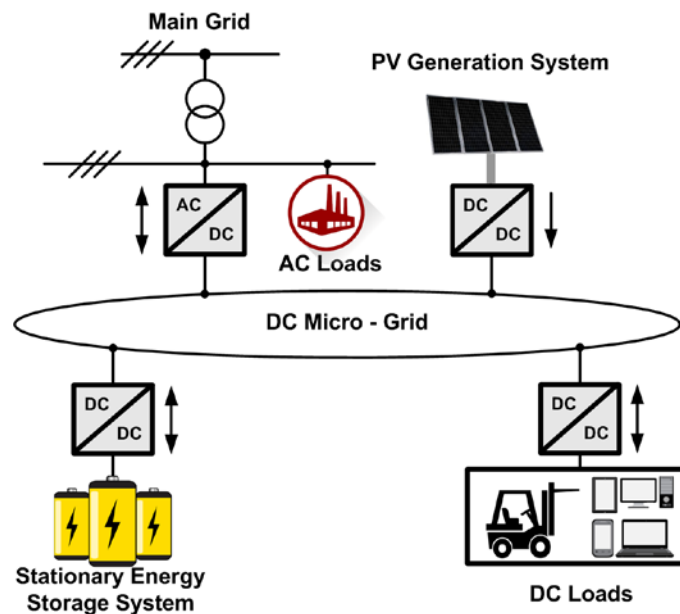 Main Grid
PV Generation System
AC
DC
AC Loads
DC
DC
DC Micro - Grid
DC
DC
DC
DC
Stationary Energy
Storage System
DC Loads